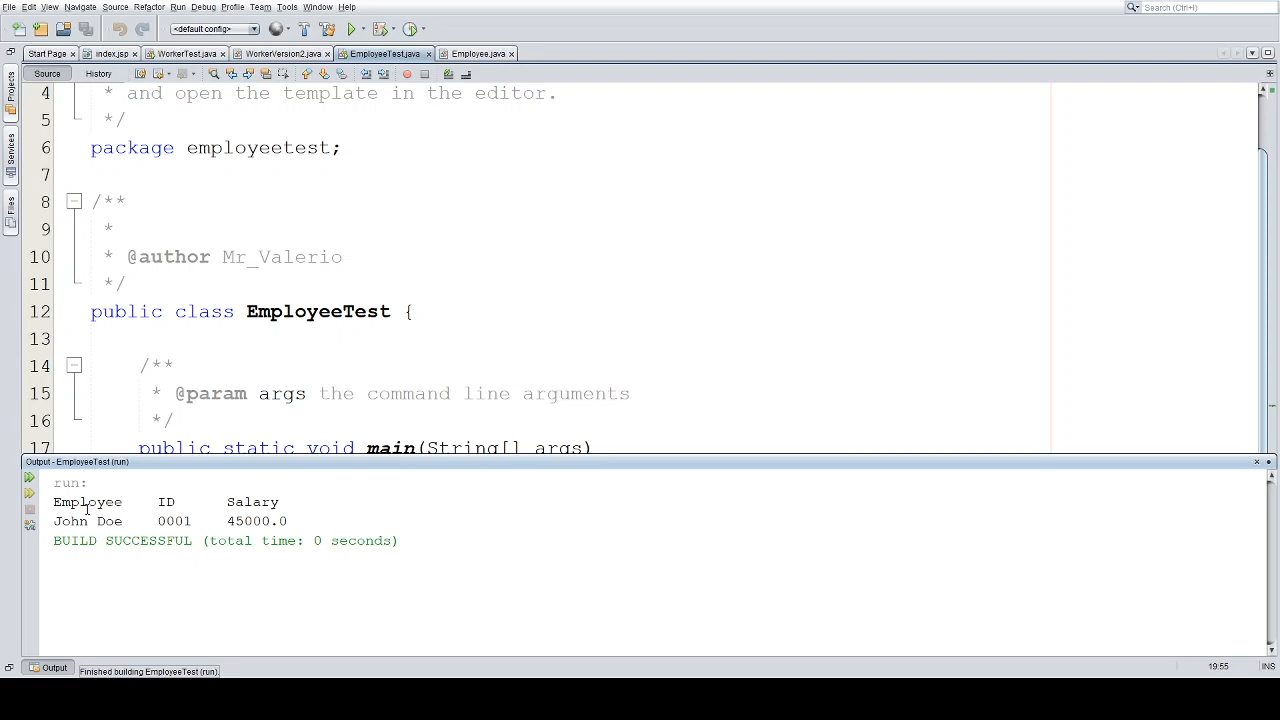 File Edit View Navigate Source Refactor Run Debug Profile Team Tools Window Help
Search (Ctrl+I)
<default config>
Start Page index.jsp WorkerTest.java WorkerVersion2.java EmployeeTest.java Employee.java
Source History
Projects
Services
Files
4 * and open the template in the editor.
5 */
6 package employeetest;
7
8 /**
9 *
10 * @author Mr_Valerio
11 */
12 public class EmployeeTest {
13
14 /**
15 * @param args the command line arguments
16 */
17 public static void main(String[] args)
Output - EmployeeTest (run)
run:
Employee ID Salary
John Doe 0001 45000.0
BUILD SUCCESSFUL (total time: 0 seconds)
Output Finished building EmployeeTest (run). 19:55 INS